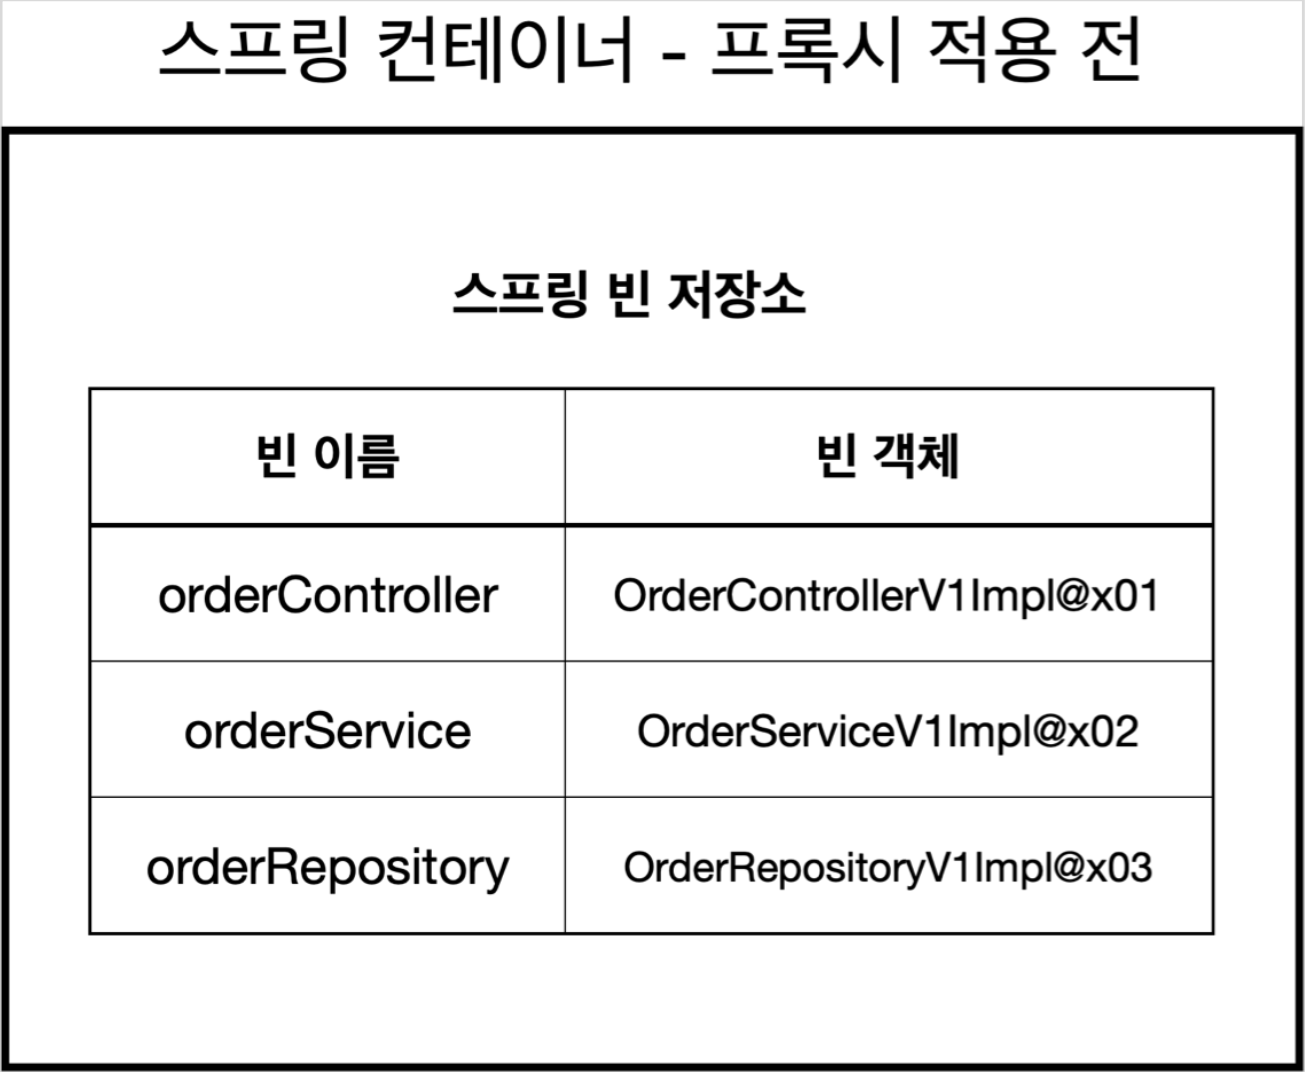 스프링 컨테이너 - 프록시 적용 전
스프링 빈 저장소
빈 이름 빈 객체
orderController OrderControllerV1Impl@x01
orderService OrderServiceV1Impl@x02
orderRepository OrderRepositoryV1Impl@x03